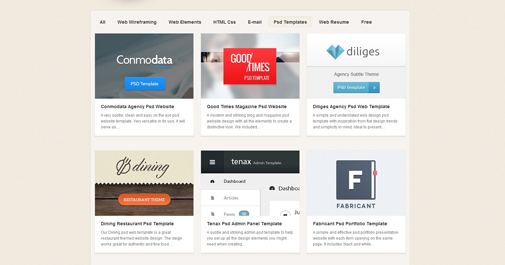 All Web Wireframing Web Elements HTML Css E-mail Psd Templates Web Resume Free
Conmodata
PSD Template
Conmodata Agency Psd Website
A very subtle, clean and easy on the eye psd
website template. Very versatile in its use. It will
serve as...
GOOD TIMES
PSD TEMPLATE
Good Times Magazine Psd Website
A modern and stirring blog and magazine psd
website design with all the elements to create a
distinctive look. We included...
diliges
Agency Subtle Theme
Psd Template
Diliges Agency Psd Web Template
A simple and understated web design psd
template with inspiration from flat design trends
and simplicity in mind. Ideal to present...
dining
RESTAURANT THEME
Dining Restaurant Psd Template
Our Dining psd web template is a great
restaurant themed website design. The design
works great for authentic and fine food...
tenax Admin Template
Dashboard
Articles
Pages
Dashboa
Tenax Psd Admin Panel Template
A subtle and stirring admin psd template to help
you set up all the design elements you might
need when creating...
F
FABRICANT
Fabricant Psd Portfolio Template
A simple and effective psd portfolio presentation
website with each item opening on the same
page. It includes black and white...